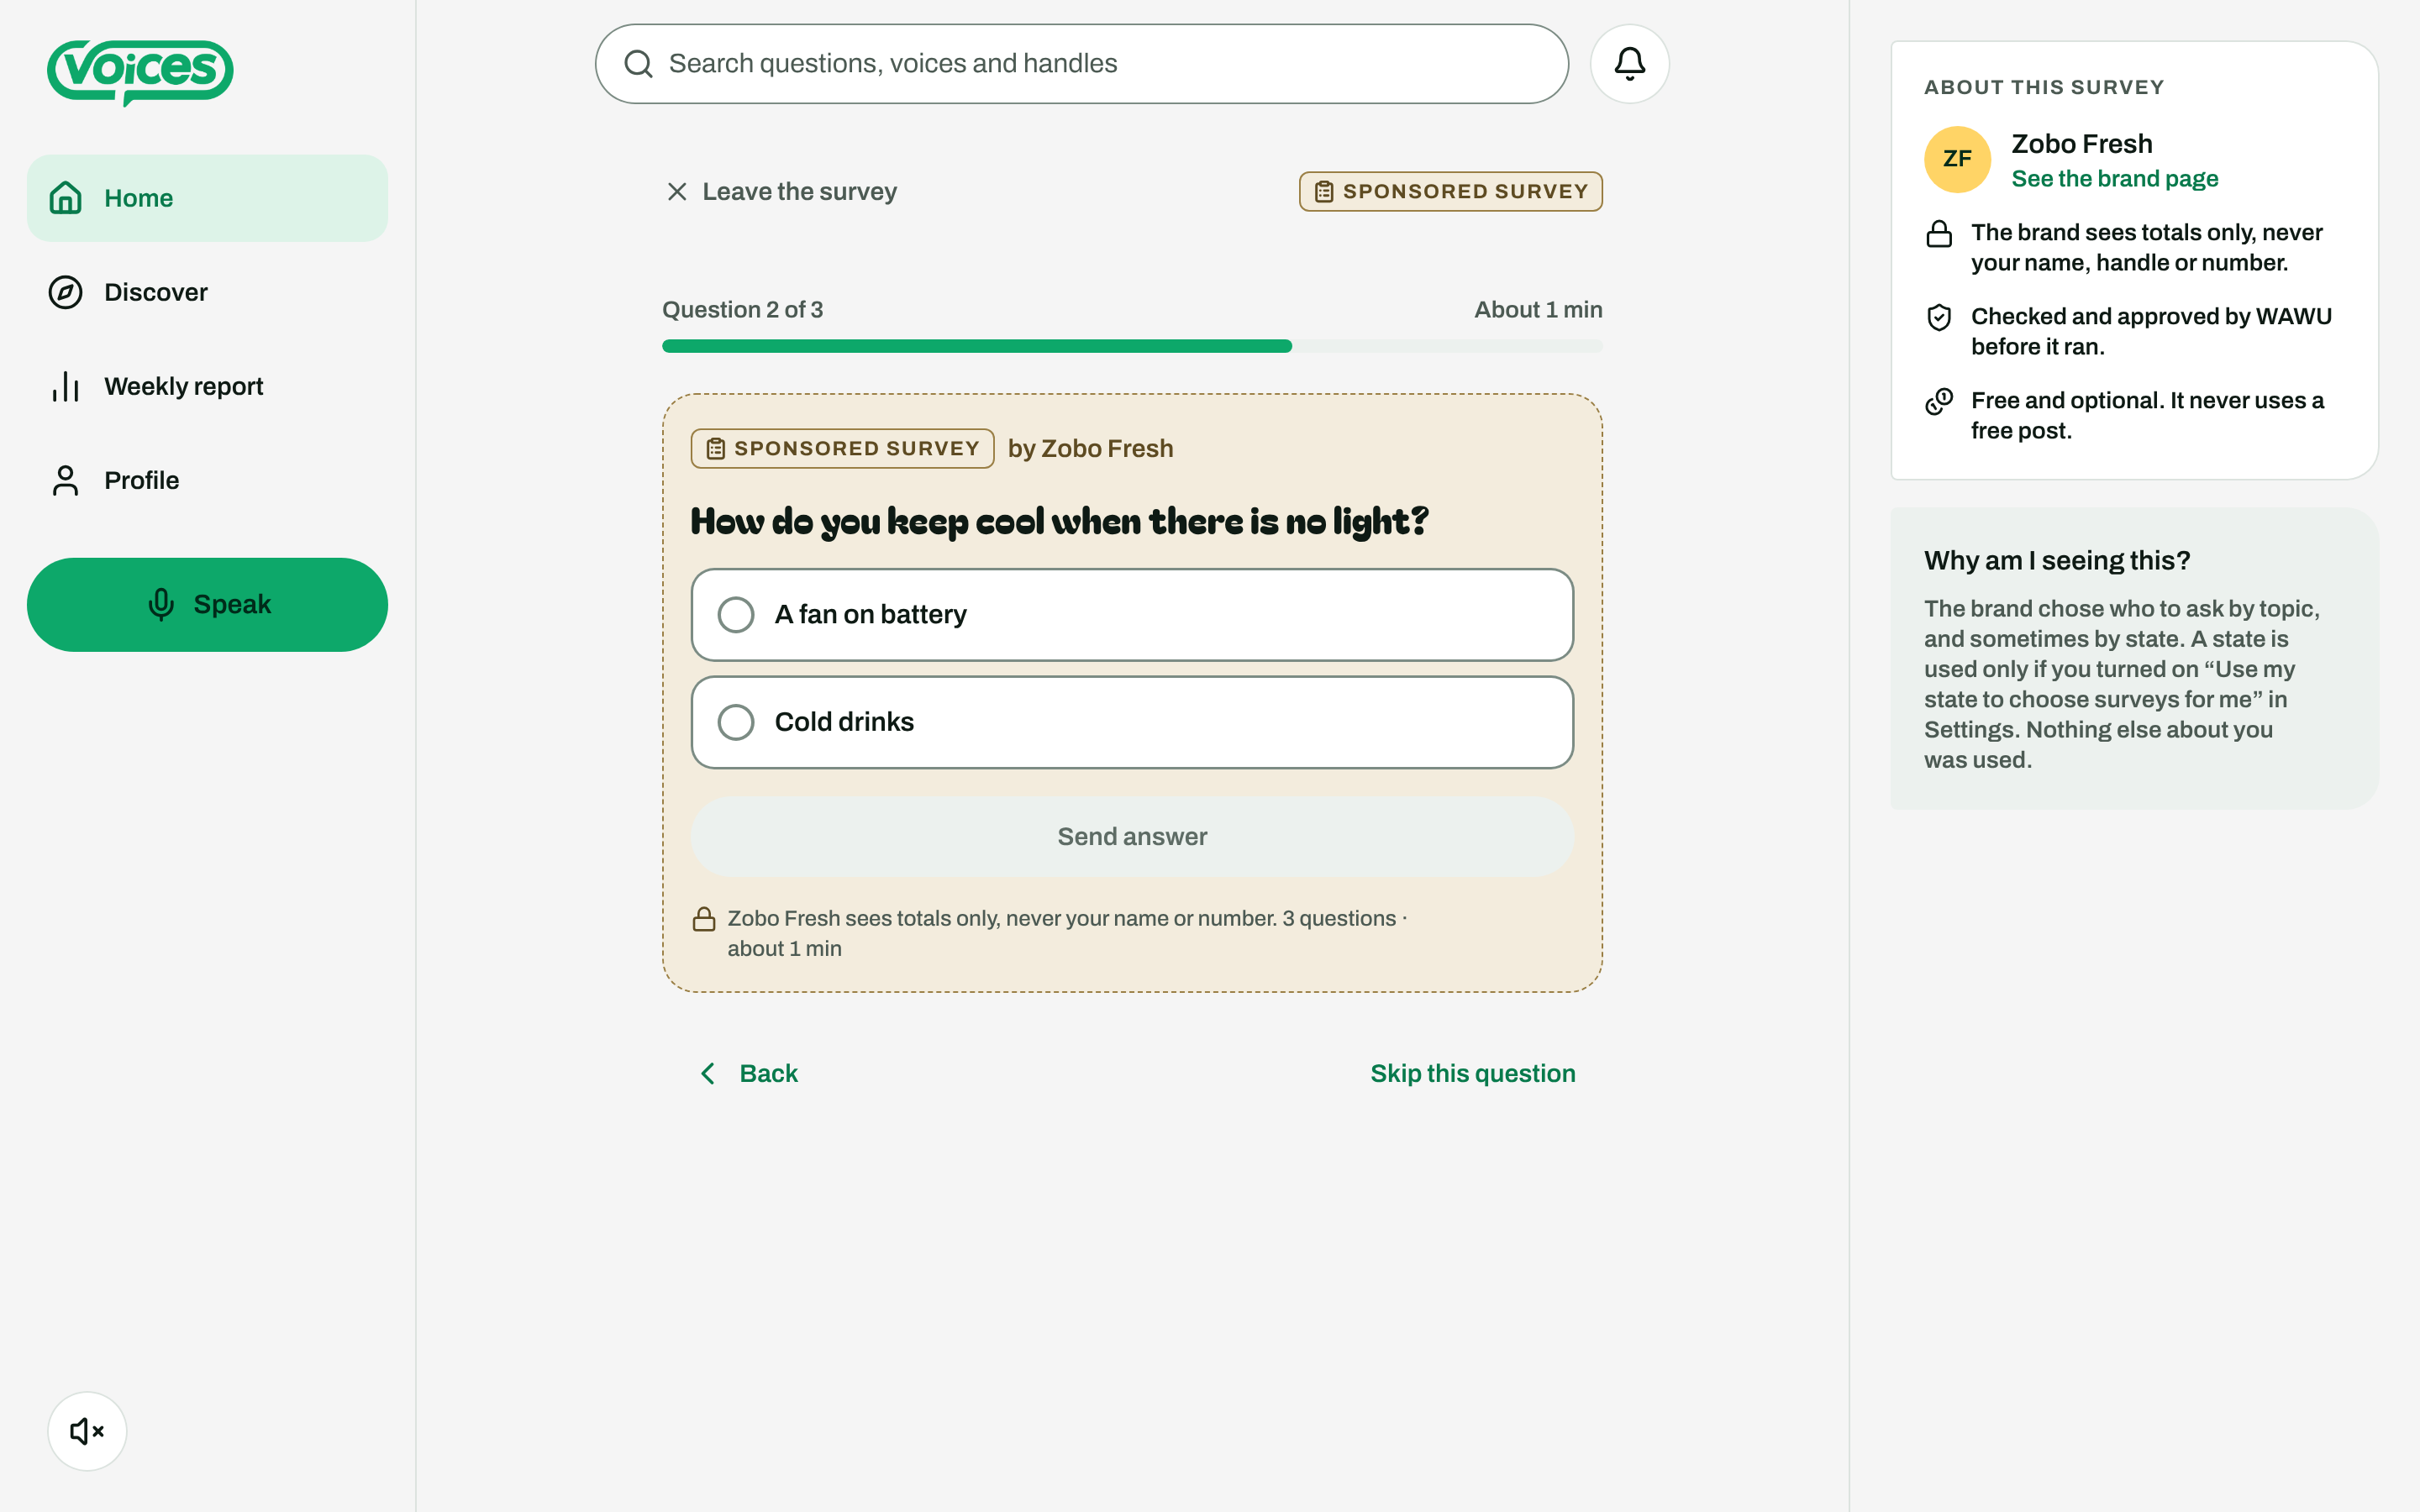 Voices
Home
Discover
Weekly report
Profile
Speak
Search questions, voices and handles
Leave the survey
SPONSORED SURVEY
Question 2 of 3
About 1 min
SPONSORED SURVEY
by Zobo Fresh
How do you keep cool when there is no light?
A fan on battery
Cold drinks
Send answer
Zobo Fresh sees totals only, never your name or number. 3 questions ·
about 1 min
Back
Skip this question
ABOUT THIS SURVEY
ZF
Zobo Fresh
See the brand page
The brand sees totals only, never
your name, handle or number.
Checked and approved by WAWU
before it ran.
Free and optional. It never uses a
free post.
Why am I seeing this?
The brand chose who to ask by topic,
and sometimes by state. A state is
used only if you turned on “Use my
state to choose surveys for me” in
Settings. Nothing else about you
was used.